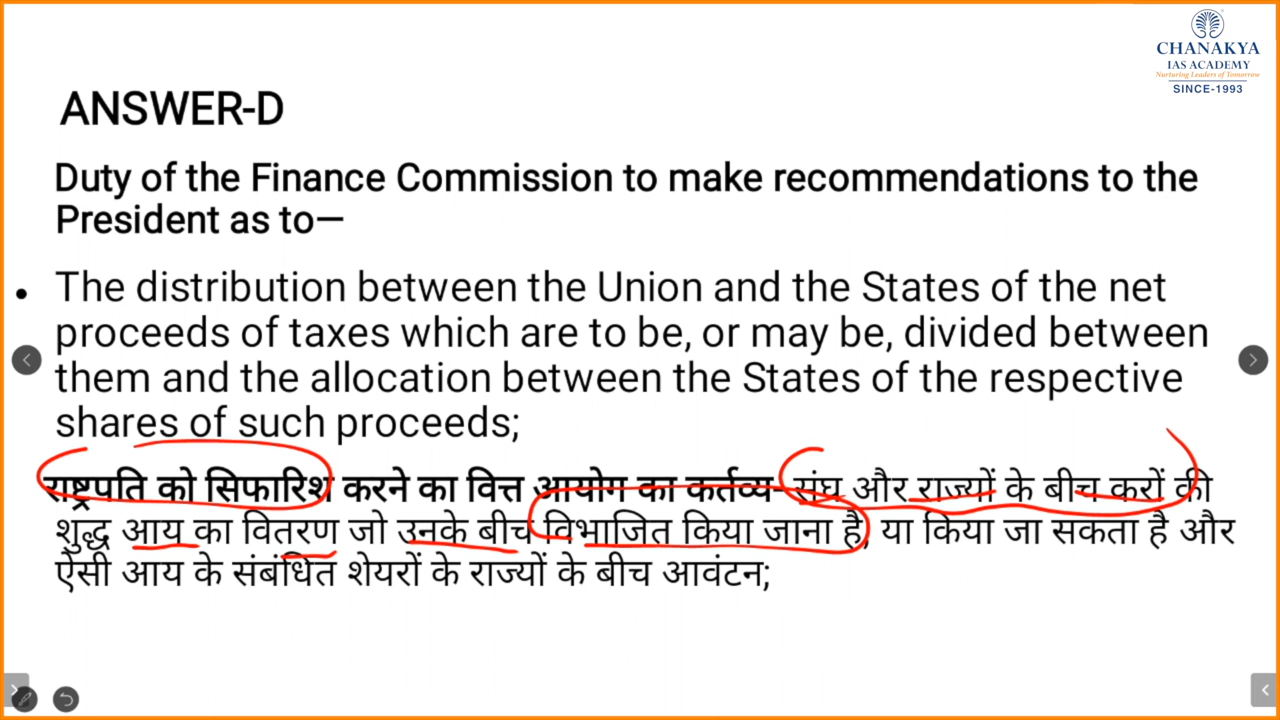 CHANAKYA
IAS ACADEMY
Nurturing Leaders of Tomorrow
SINCE-1993
ANSWER-D
Duty of the Finance Commission to make recommendations to the
President as to—
• The distribution between the Union and the States of the net
proceeds of taxes which are to be, or may be, divided between
them and the allocation between the States of the respective
shares of such proceeds;
राष्ट्रपति को सिफारिश करने का वित्त आयोग का कर्तव्य- संघ और राज्यों के बीच करों की
शुद्ध आय का वितरण जो उनके बीच विभाजित किया जाना है, या किया जा सकता है और
ऐसी आय के संबंधित शेयरों के राज्यों के बीच आवंटन;